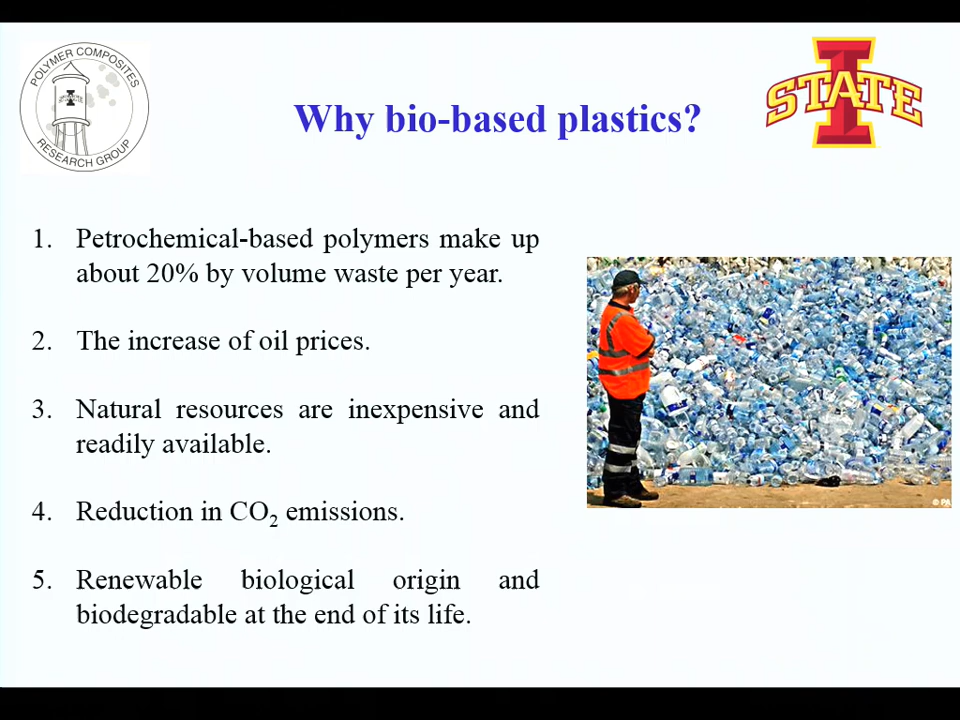 POLYMER COMPOSITES
RESEARCH GROUP
I
STATE
Why bio-based plastics?
1. Petrochemical-based polymers make up
about 20% by volume waste per year.
2. The increase of oil prices.
3. Natural resources are inexpensive and
readily available.
4. Reduction in CO₂ emissions.
5. Renewable biological origin and
biodegradable at the end of its life.
© PA